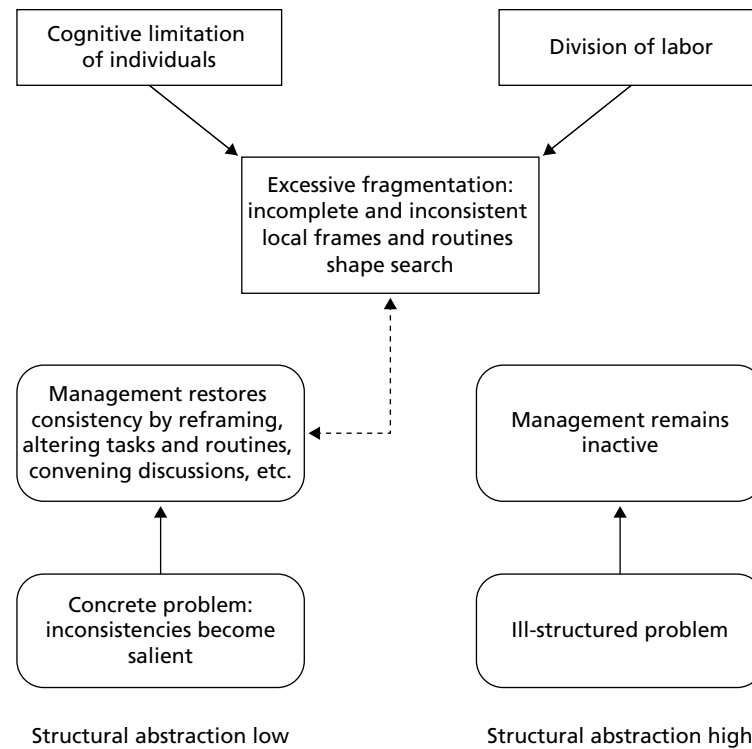 Cognitive limitation
of individuals
Division of labor
Excessive fragmentation:
incomplete and inconsistent
local frames and routines
shape search
Management restores
consistency by reframing,
altering tasks and routines,
convening discussions, etc.
Management remains
inactive
Concrete problem:
inconsistencies become
salient
Ill-structured problem
Structural abstraction low
Structural abstraction high